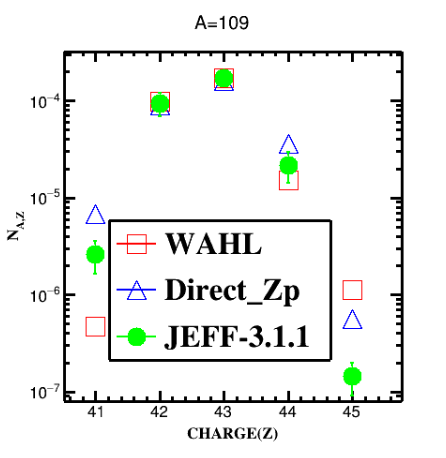 A=109
10⁻⁴
10⁻⁵
10⁻⁶
10⁻⁷
N_{A,Z}
WAHL
Direct_Zp
JEFF-3.1.1
41 42 43 44 45
CHARGE(Z)